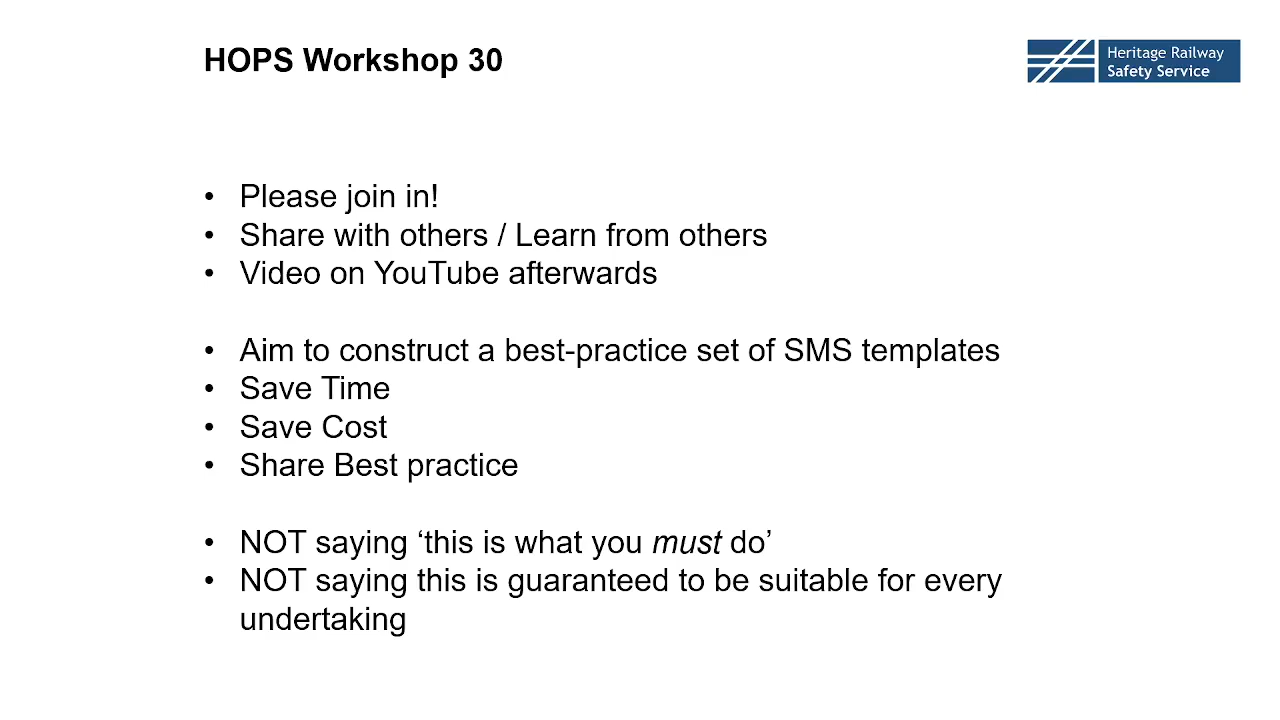 HOPS Workshop 30
Heritage Railway
Safety Service
• Please join in!
• Share with others / Learn from others
• Video on YouTube afterwards
• Aim to construct a best-practice set of SMS templates
• Save Time
• Save Cost
• Share Best practice
• NOT saying ‘this is what you must do’
• NOT saying this is guaranteed to be suitable for every
undertaking